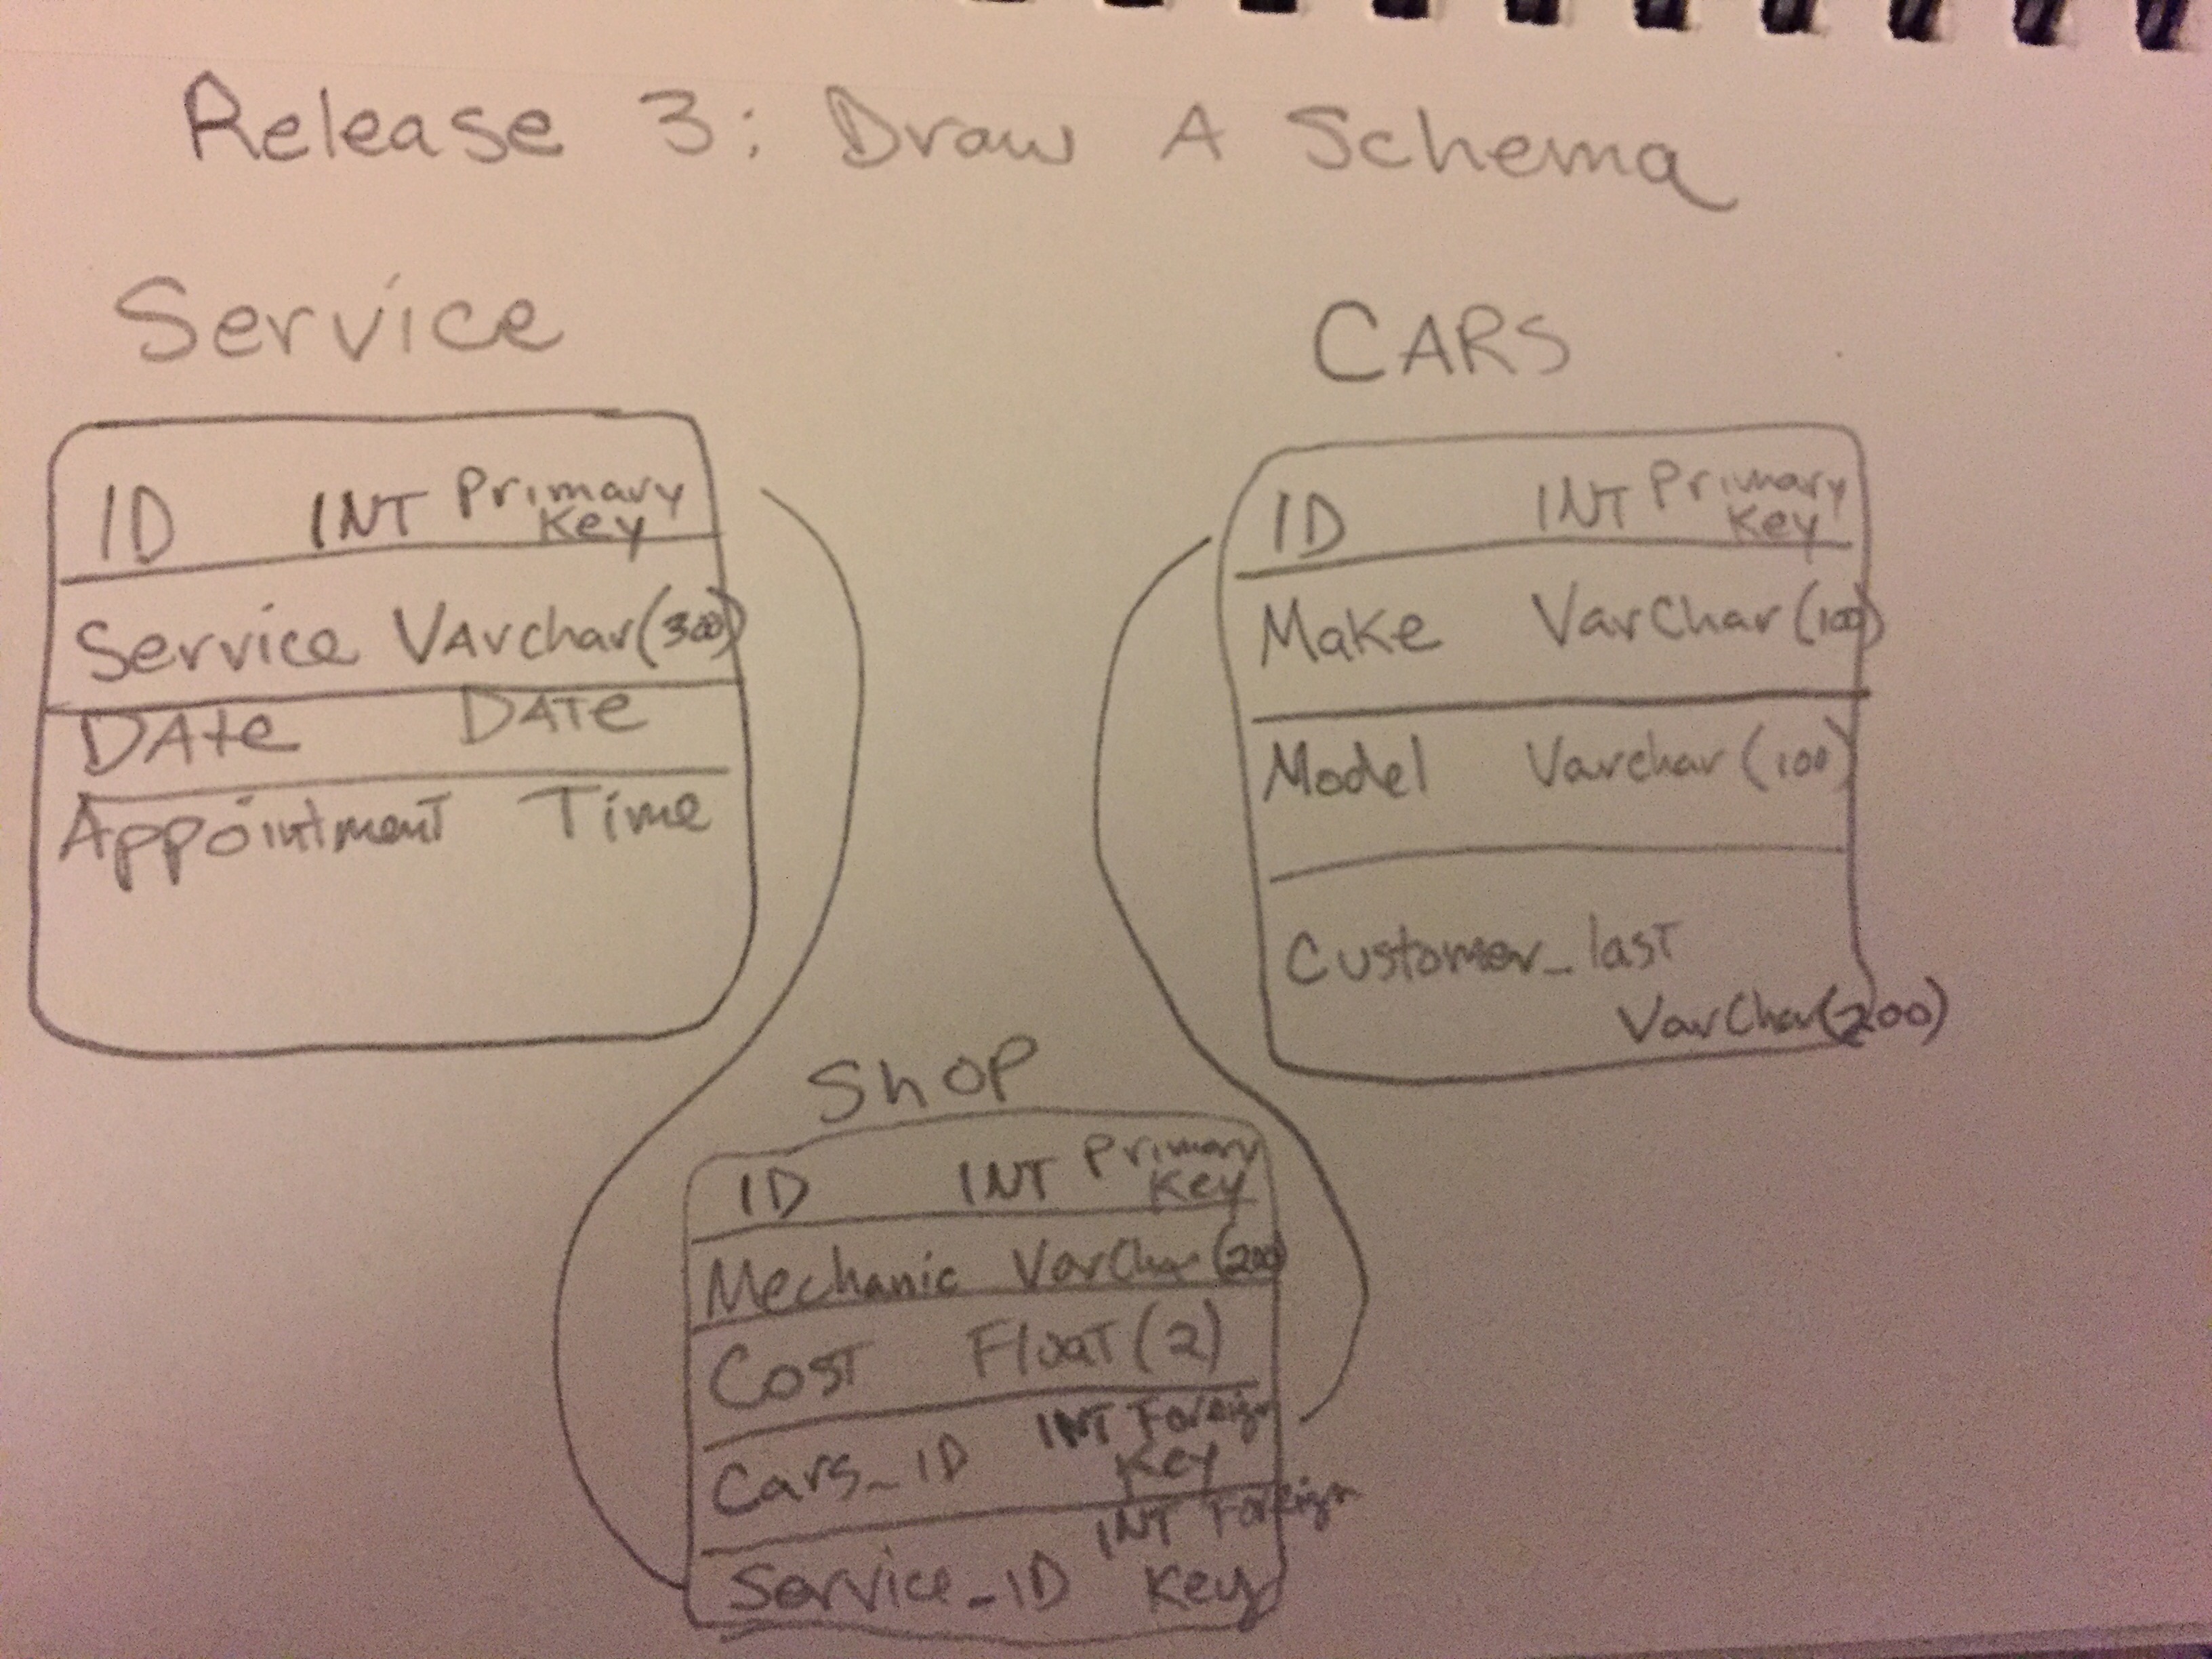 Release 3: Draw A Schema
Service
ID INT Primary Key
Service VArchar(300)
DAte DATe
Appointment Time
CARS
ID INT Primary Key
Make VarChar(100)
Model Varchar(100)
Customer_last
VarChar(200)
Shop
ID INT Primary Key
Mechanic VarChar(200)
Cost Float(2)
Cars_ID INT Foreign Key
Service_ID INT Foreign Key